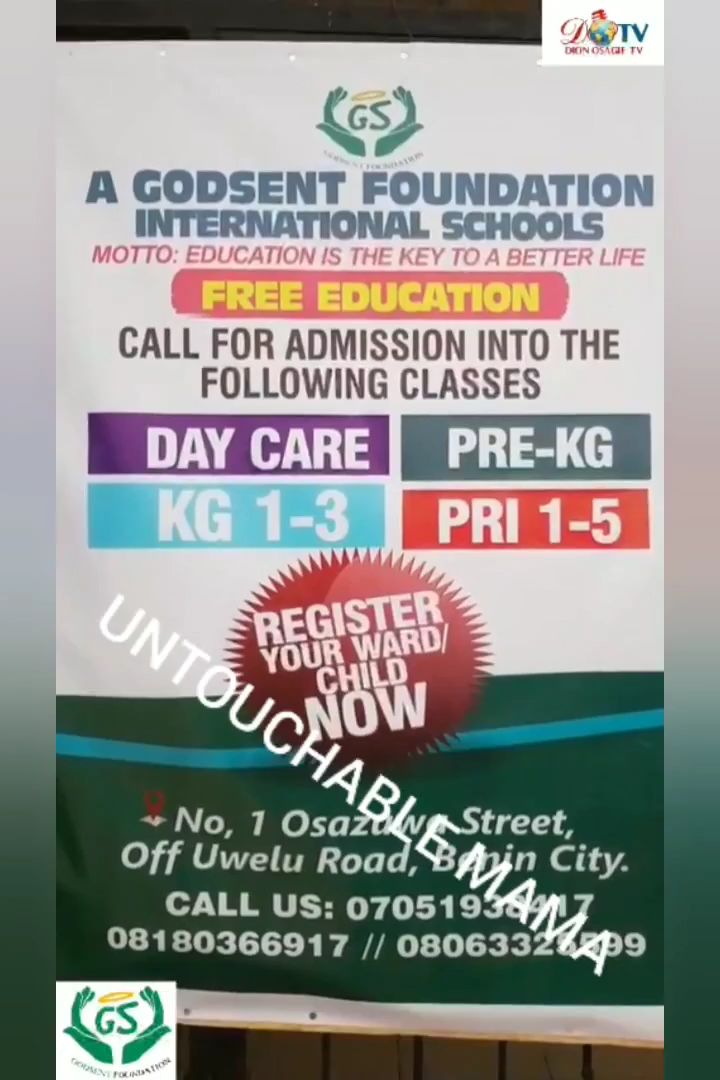 DOTV
DION OSAGIE TV
GS
GODSENT FOUNDATION
A GODSENT FOUNDATION
INTERNATIONAL SCHOOLS
MOTTO: EDUCATION IS THE KEY TO A BETTER LIFE
FREE EDUCATION
CALL FOR ADMISSION INTO THE
FOLLOWING CLASSES
DAY CARE
PRE-KG
KG 1-3
PRI 1-5
REGISTER
YOUR WARD/
CHILD
NOW
UNTOUCHABLE MAMA
No, 1 Street,
Off Uwelu Road, Benin City.
CALL US:
08180366917 //
GS
GODSENT FOUNDATION